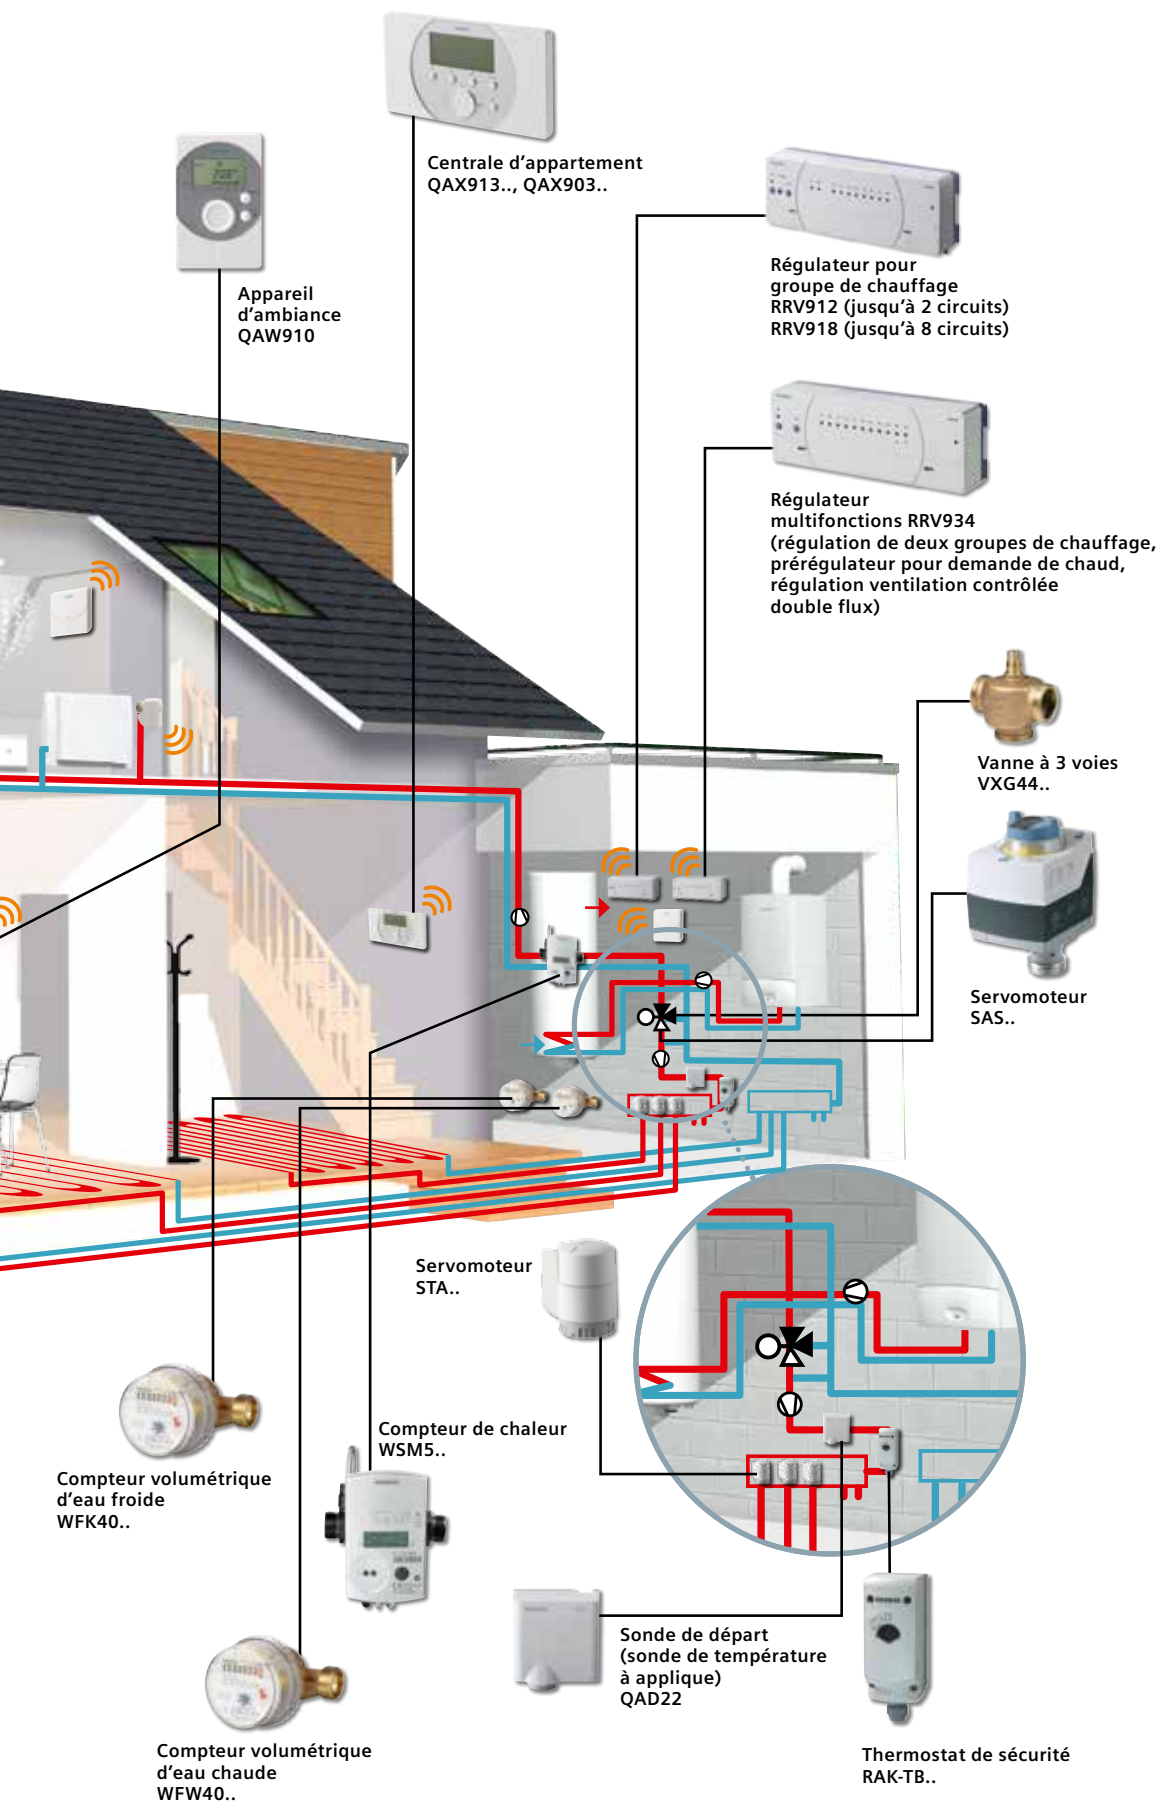 Centrale d'appartement
QAX913.., QAX903..
Régulateur pour
groupe de chauffage
RRV912 (jusqu'à 2 circuits)
RRV918 (jusqu'à 8 circuits)
Appareil
d'ambiance
QAW910
Régulateur
multifonctions RRV934
(régulation de deux groupes de chauffage,
prérégulateur pour demande de chaud,
régulation ventilation contrôlée
double flux)
Vanne à 3 voies
VXG44..
Servomoteur
SAS..
Servomoteur
STA..
Compteur de chaleur
WSM5..
Compteur volumétrique
d'eau froide
WFK40..
Sonde de départ
(sonde de température
à applique)
QAD22
Compteur volumétrique
d'eau chaude
WFW40..
Thermostat de sécurité
RAK-TB..